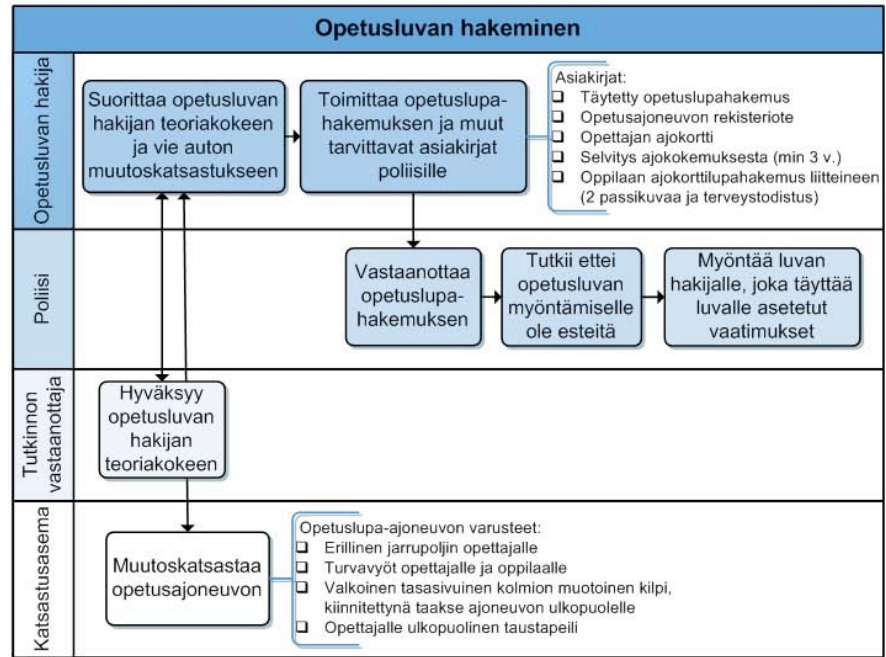 Opetusluvan hakeminen
Opetusluvan hakija
Suorittaa opetusluvan
hakijan teoriakokeen
ja vie auton
muutoskatsastukseen
Toimittaa opetuslupa-
hakemuksen ja muut
tarvittavat asiakirjat
poliisille
Asiakirjat:
Täytetty opetuslupahakemus
Opetusajoneuvon rekisteriote
Opettajan ajokortti
Selvitys ajokokemuksesta (min 3 v.)
Oppilaan ajokorttilupahakemus liitteineen
(2 passikuvaa ja terveystodistus)
Poliisi
Vastaanottaa
opetuslupa-
hakemuksen
Tutkii ettei
opetusluvan
myöntämiselle
ole esteitä
Myöntää luvan
hakijalle, joka täyttää
luvalle asetetut
vaatimukset
Tutkinnon
vastaanottaja
Hyväksyy
opetusluvan
hakijan
teoriakokeen
Katsastusasema
Muutoskatsastaa
opetusajoneuvon
Opetuslupa-ajoneuvon varusteet:
Erillinen jarrupoljin opettajalle
Turvavyöt opettajalle ja oppilaalle
Valkoinen tasasivuinen kolmion muotoinen kilpi,
kiinnitettynä taakse ajoneuvon ulkopuolelle
Opettajalle ulkopuolinen taustapeili